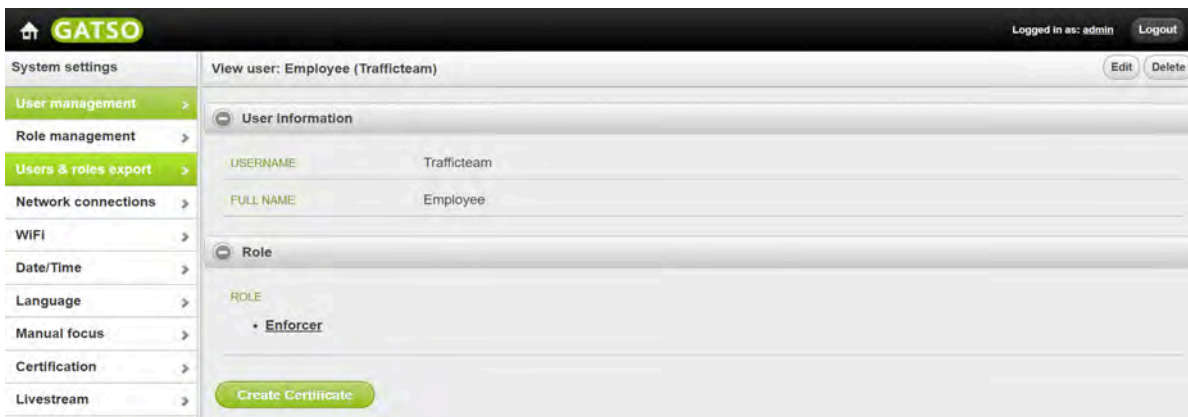 GATSO
Logged in as: admin
Logout
System settings
View user: Employee (Trafficteam)
Edit
Delete
User management
User information
Role management
USERNAME Trafficteam
Users & roles export
FULL NAME Employee
Network connections
WiFi
Role
Date/Time
Language
ROLE
Manual focus
• Enforcer
Certification
Livestream
Create Certificate